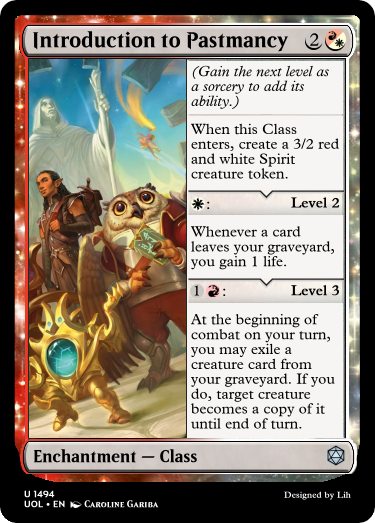 Introduction to Pastmancy 2
(Gain the next level as
a sorcery to add its
ability.)
When this Class
enters, create a 3/2 red
and white Spirit
creature token.
: Level 2
Whenever a card
leaves your graveyard,
you gain 1 life.
1 : Level 3
At the beginning of
combat on your turn,
you may exile a
creature card from
your graveyard. If you
do, target creature
becomes a copy of it
until end of turn.
Enchantment — Class
U 1494
UOL • EN Caroline Gariba
Designed by Lih